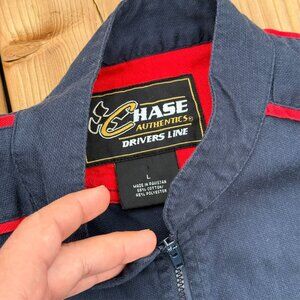 CHASE
AUTHENTICS®
DRIVERS LINE
L
MADE IN PAKISTAN
55% COTTON
45% POLYESTER